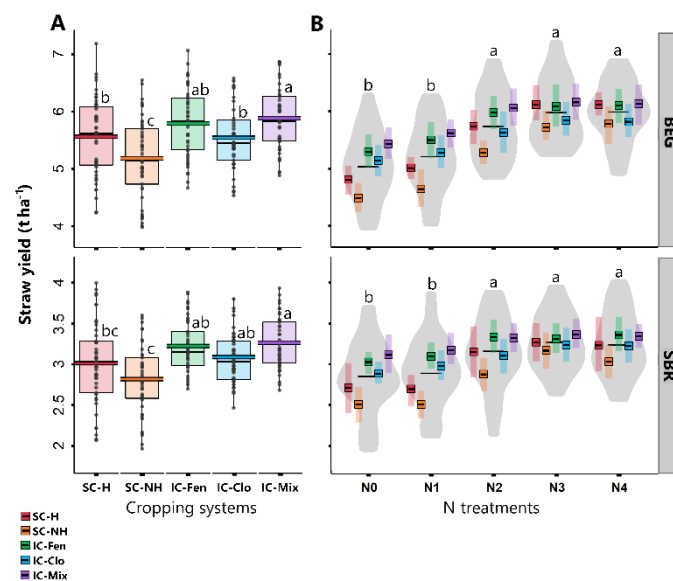 A
B
Straw yield (t ha⁻¹)
7
6
5
4
b
c
ab
b
a
b
b
a
a
a
BEG
4
3.5
3
2.5
2
bc
c
ab
ab
a
b
b
a
a
a
SBR
SC-H SC-NH IC-Fen IC-Clo IC-Mix
N0 N1 N2 N3 N4
Cropping systems
N treatments
SC-H
SC-NH
IC-Fen
IC-Clo
IC-Mix